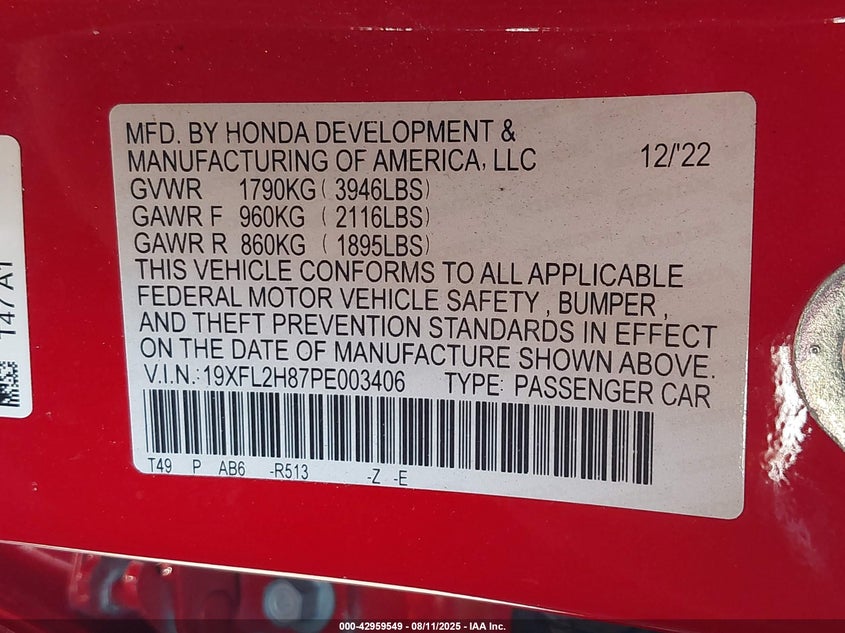 MFD. BY HONDA DEVELOPMENT &
MANUFACTURING OF AMERICA, LLC 12/'22
GVWR 1790KG ( 3946LBS)
GAWR F 960KG ( 2116LBS)
GAWR R 860KG ( 1895LBS)
THIS VEHICLE CONFORMS TO ALL APPLICABLE
FEDERAL MOTOR VEHICLE SAFETY , BUMPER ,
AND THEFT PREVENTION STANDARDS IN EFFECT
ON THE DATE OF MANUFACTURE SHOWN ABOVE.
V.I.N.:19XFL2H87PE003406 TYPE: PASSENGER CAR
T49 P AB6 -R513 -Z -E
147A1
000-42959549 - 08/11/2025 - IAA Inc.